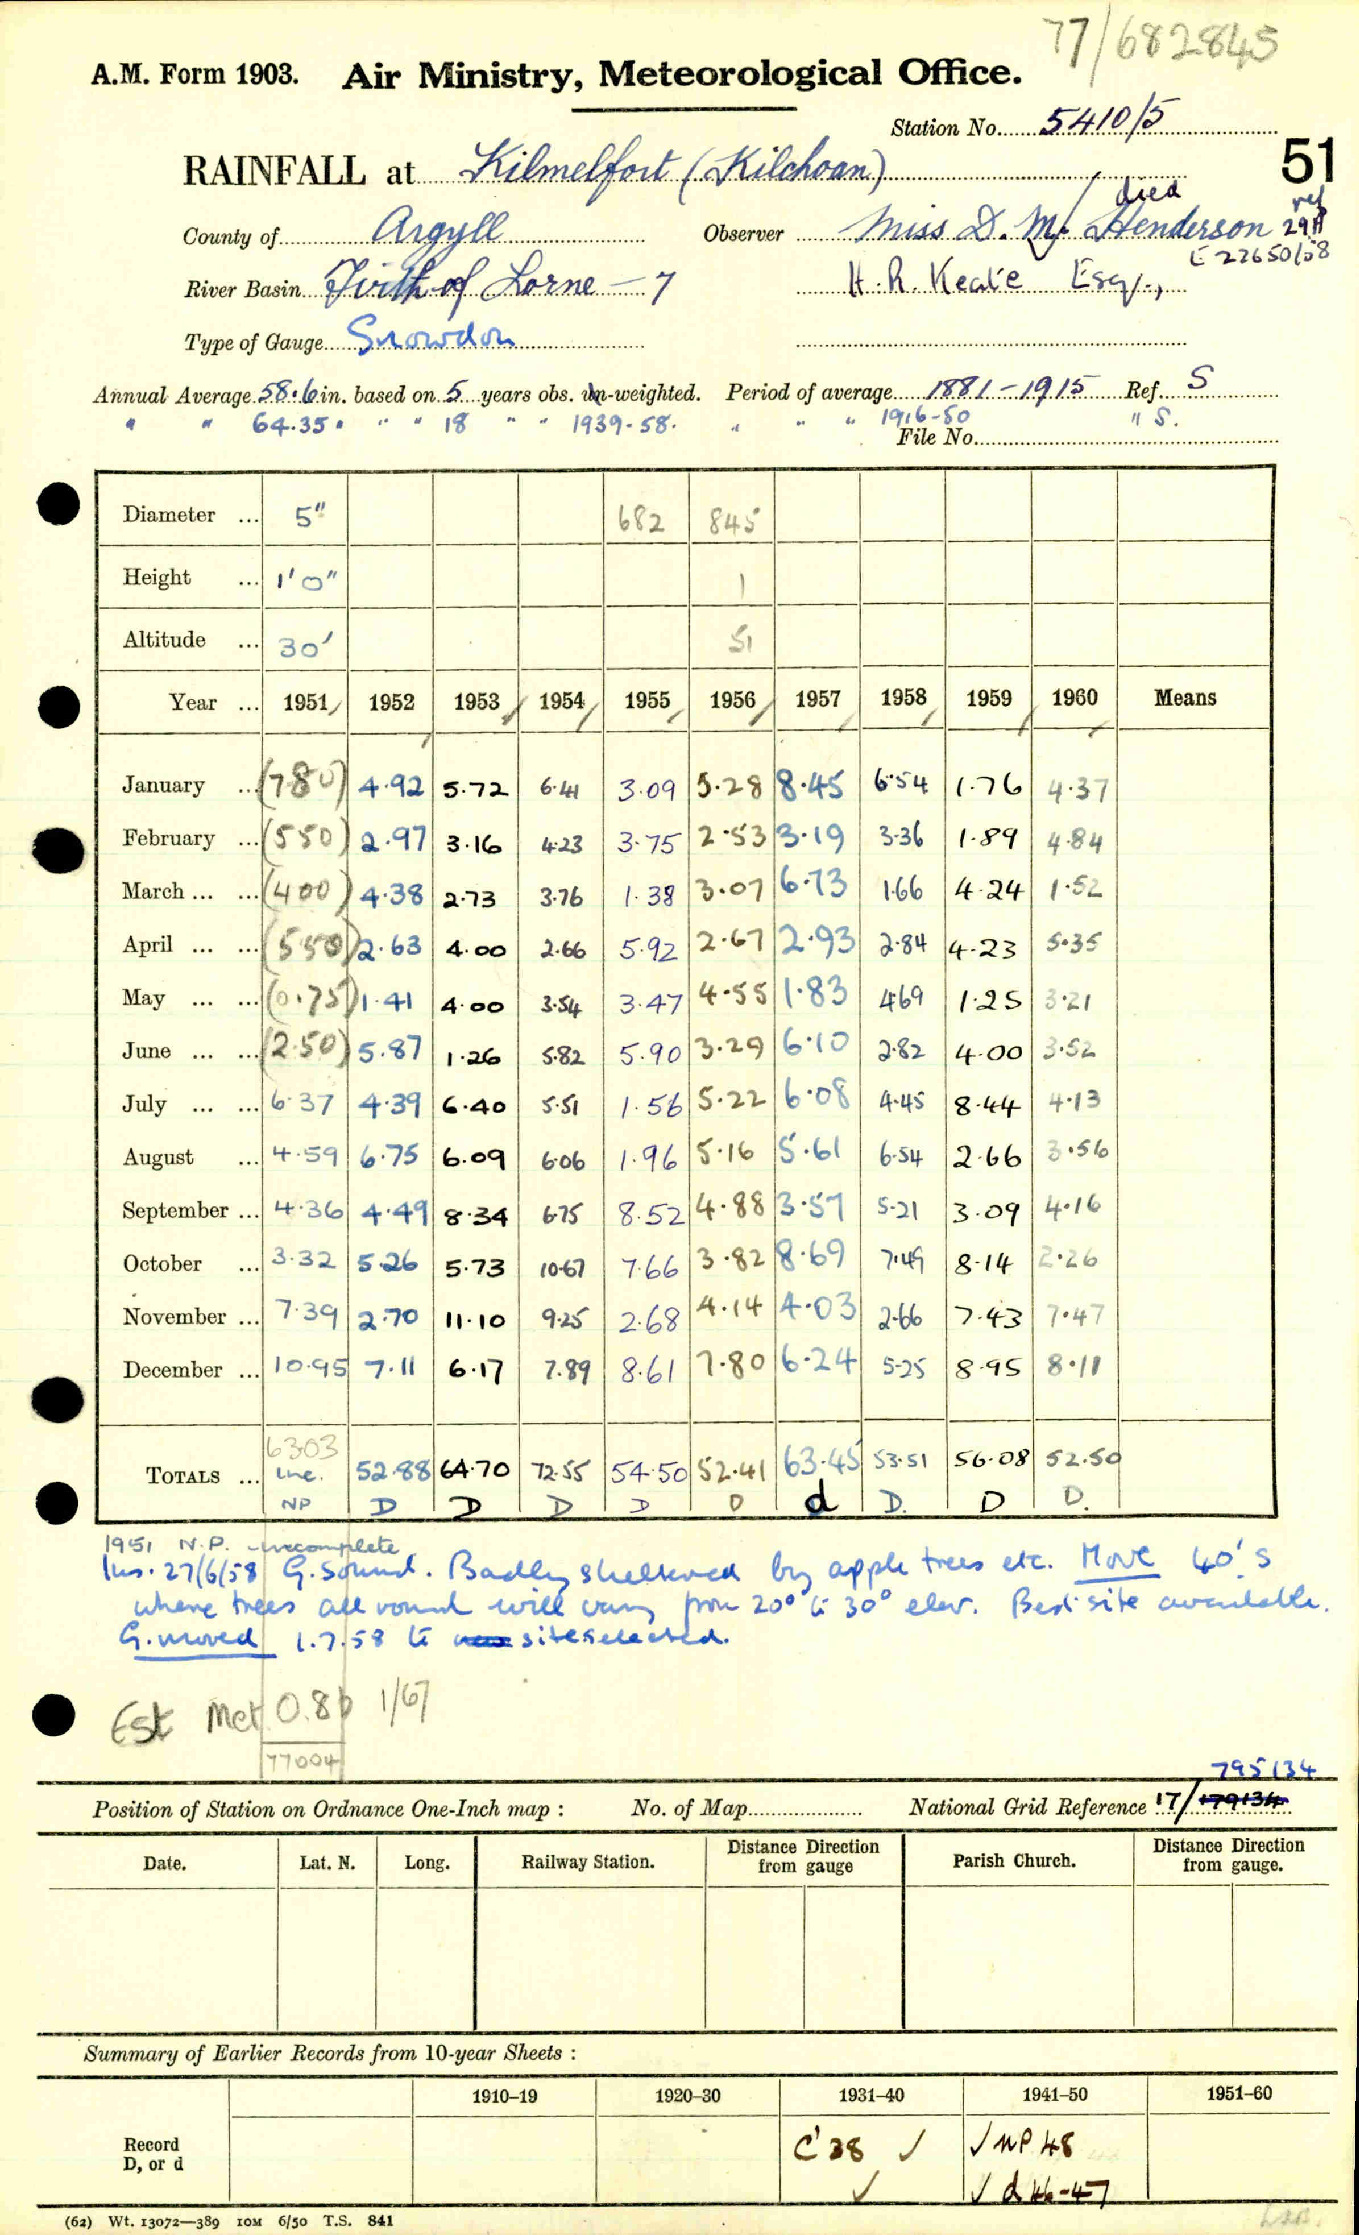 77/682845
A.M. Form 1903. Air Ministry, Meteorological Office.
Station No. 5410/5
51
RAINFALL at Kilmelfort (Kilchoan)
died
ref
County of Argyll Observer Miss D. M. Henderson
E 22650/58
River Basin Firth of Lorne — 7 H. R. Keate Esq.,
Type of Gauge Snowdon
Annual Average 58.6 in. based on 5 years obs. un-weighted. Period of average 1881-1915 Ref. S
" " 64.35 " " " 18 " " 1939-58. " " " 1916-50 " S.
File No.
Diameter ... 5" 682 845
Height ... 1'0" 1
Altitude ... 30' 51
Year ... 1951 1952 1953 1954 1955 1956 1957 1958 1959 1960 Means
January ... (7.80) 4.92 5.72 6.41 3.09 5.28 8.45 6.54 1.76 4.37
February ... (550) 2.97 3.16 4.23 3.75 2.53 3.19 3.36 1.89 4.84
March ... ... (400) 4.38 2.73 3.76 1.38 3.07 6.73 1.66 4.24 1.52
April ... ... (550) 2.63 4.00 2.66 5.92 2.67 2.93 2.84 4.23 5.35
May ... ... (0.75) 1.41 4.00 3.54 3.47 4.55 1.83 4.69 1.25 3.21
June ... ... (2.50) 5.87 1.26 5.82 5.90 3.29 6.10 2.82 4.00 3.52
July ... ... 6.37 4.39 6.40 5.51 1.56 5.22 6.08 4.45 8.44 4.13
August ... 4.59 6.75 6.09 6.06 1.96 5.16 5.61 6.54 2.66 3.56
September ... 4.36 4.49 8.34 6.75 8.52 4.88 3.57 5.21 3.09 4.16
October ... 3.32 5.26 5.73 10.67 7.66 3.82 8.69 7.49 8.14 2.26
November ... 7.39 2.70 11.10 9.25 2.68 4.14 4.03 2.66 7.43 7.47
December ... 10.95 7.11 6.17 7.89 8.61 7.80 6.24 5.25 8.95 8.11
6303
TOTALS ... Inc. 52.88 64.70 72.55 54.50 52.41 63.45 53.51 56.08 52.50
NP D D D D D d D. D D.
1951 N.P. incomplete
Ins. 27/6/58 G. sound. Badly sheltered by apple trees etc. Move 40' S
where trees all round will vary from 20° to 30° elev. Best site available.
G. moved 1.7.58 to site selected.
Est Met 0.86 1/67
77004
795134
Position of Station on Ordnance One-Inch map : No. of Map National Grid Reference 17/179134
Date. Lat. N. Long. Railway Station. Distance Direction from gauge Parish Church. Distance Direction from gauge.
Summary of Earlier Records from 10-year Sheets :
1910–19 1920–30 1931–40 1941–50 1951–60
Record C'38 ✓ ✓ NP 48
D, or d ✓ ✓ d 46-47
(62) Wt. 13072—389 10M 6/50 T.S. 841